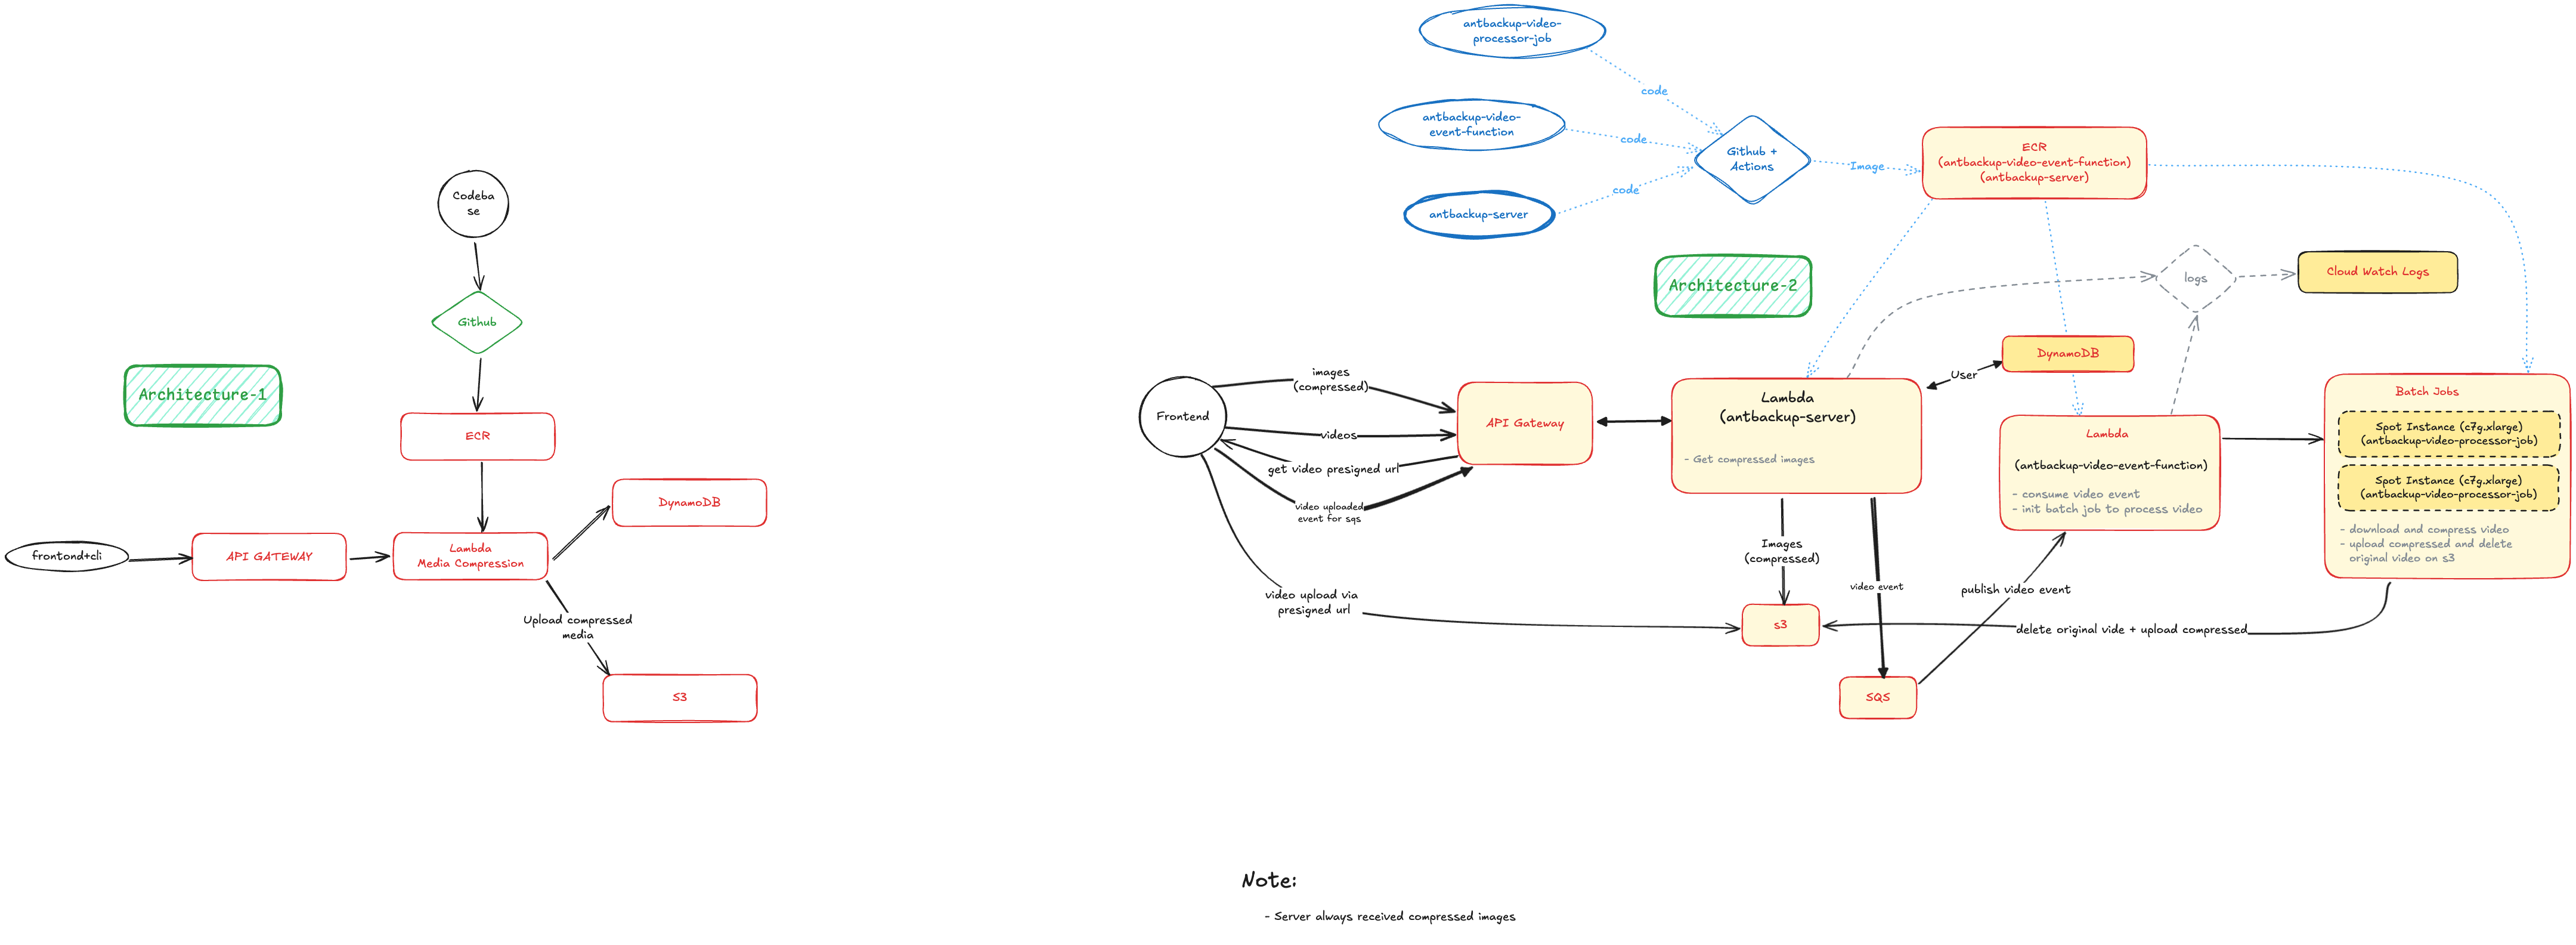 Architecture-1
Codeba
se
Github
ECR
DynamoDB
frontond+cli
API GATEWAY
Lambda
Media Compression
Upload compressed
media
S3
Architecture-2
antbackup-video-
processor-job
code
antbackup-video-
event-function
code
antbackup-server
code
Github +
Actions
Image
ECR
(antbackup-video-event-function)
(antbackup-server)
logs
Cloud Watch Logs
Frontend
images
(compressed)
videos
get video presigned url
video uploaded
event for sqs
API Gateway
Lambda
(antbackup-server)
- Get compressed images
User
DynamoDB
Lambda
(antbackup-video-event-function)
- consume video event
- init batch job to process video
Batch Jobs
Spot Instance (c7g.xlarge)
(antbackup-video-processor-job)
Spot Instance (c7g.xlarge)
(antbackup-video-processor-job)
- download and compress video
- upload compressed and delete
original video on s3
video upload via
presigned url
Images
(compressed)
video event
publish video event
s3
delete original vide + upload compressed
SQS
Note:
- Server always received compressed images